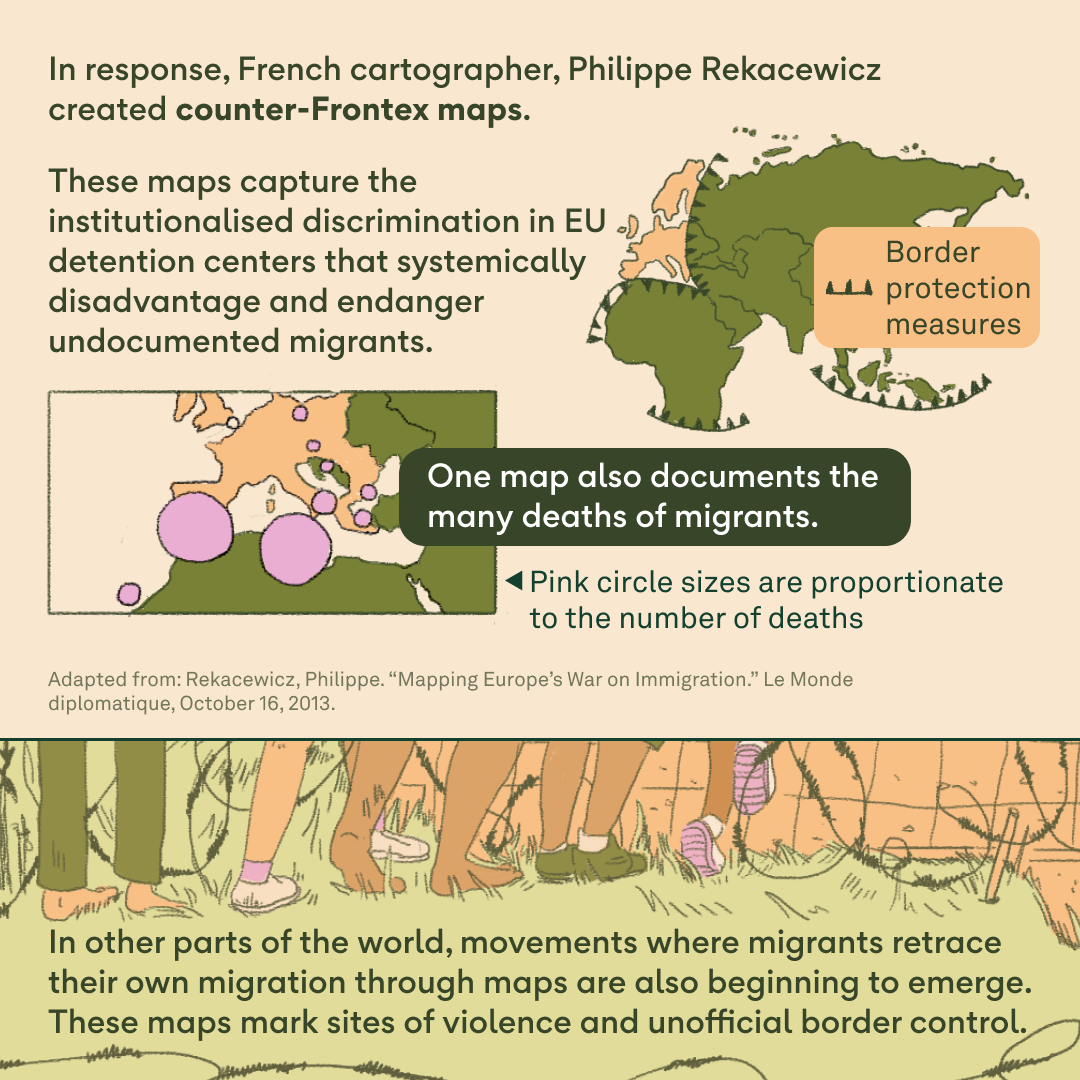 In response, French cartographer, Philippe Rekacewicz
created counter-Frontex maps.
These maps capture the
institutionalised discrimination in EU
detention centers that systemically
disadvantage and endanger
undocumented migrants.
Border
protection
measures
One map also documents the
many deaths of migrants.
Pink circle sizes are proportionate
to the number of deaths
Adapted from: Rekacewicz, Philippe. “Mapping Europe’s War on Immigration.” Le Monde
diplomatique, October 16, 2013.
In other parts of the world, movements where migrants retrace
their own migration through maps are also beginning to emerge.
These maps mark sites of violence and unofficial border control.